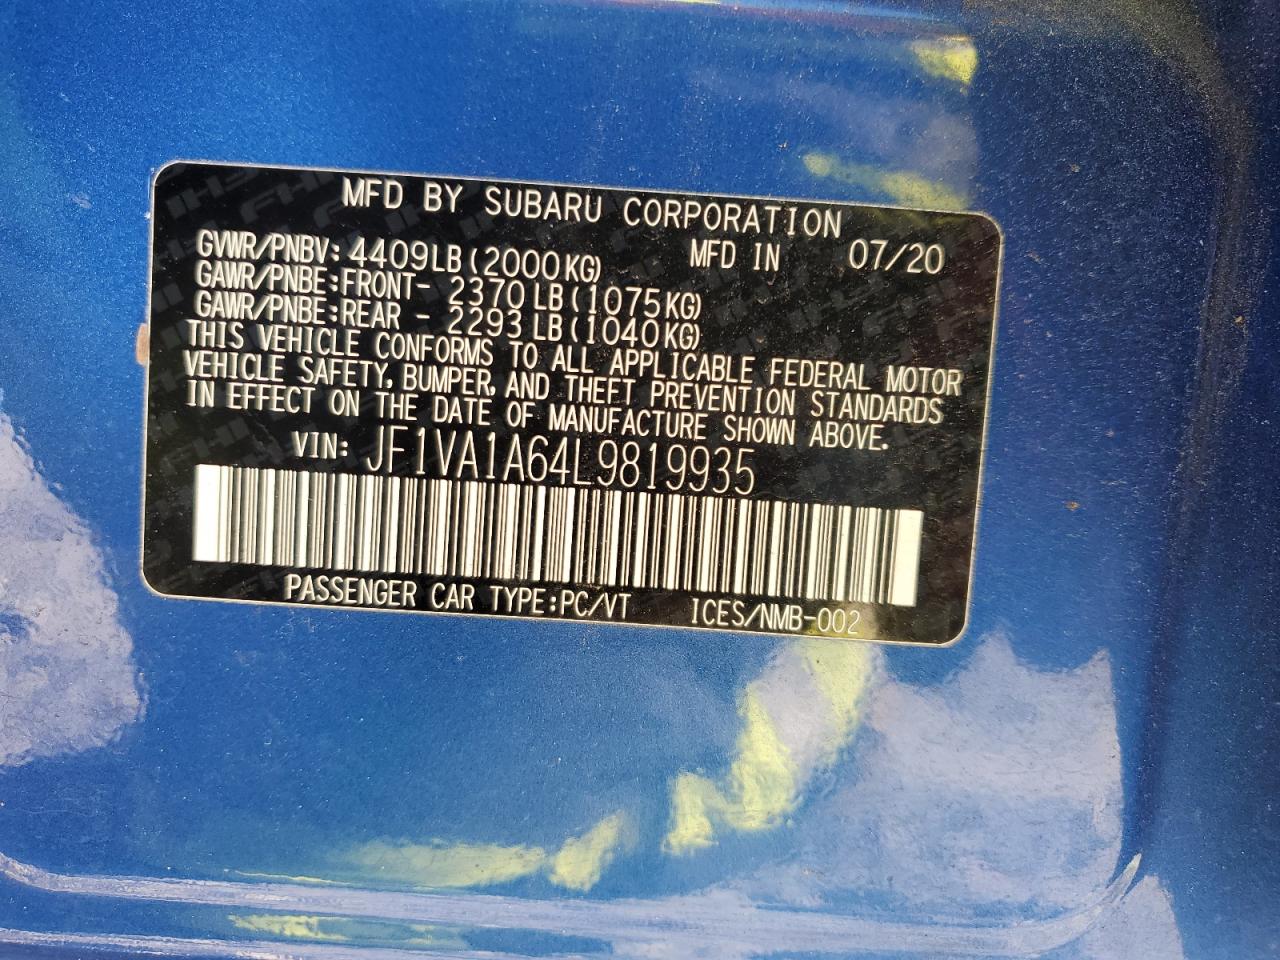 MFD BY SUBARU CORPORATION
GVWR/PNBV: 4409LB(2000KG) MFD IN 07/20
GAWR/PNBE:FRONT- 2370LB(1075KG)
GAWR/PNBE:REAR - 2293LB(1040KG)
THIS VEHICLE CONFORMS TO ALL APPLICABLE FEDERAL MOTOR
VEHICLE SAFETY, BUMPER, AND THEFT PREVENTION STANDARDS
IN EFFECT ON THE DATE OF MANUFACTURE SHOWN ABOVE.
VIN: JF1VA1A64L9819935
PASSENGER CAR TYPE:PC/VT ICES/NMB-002